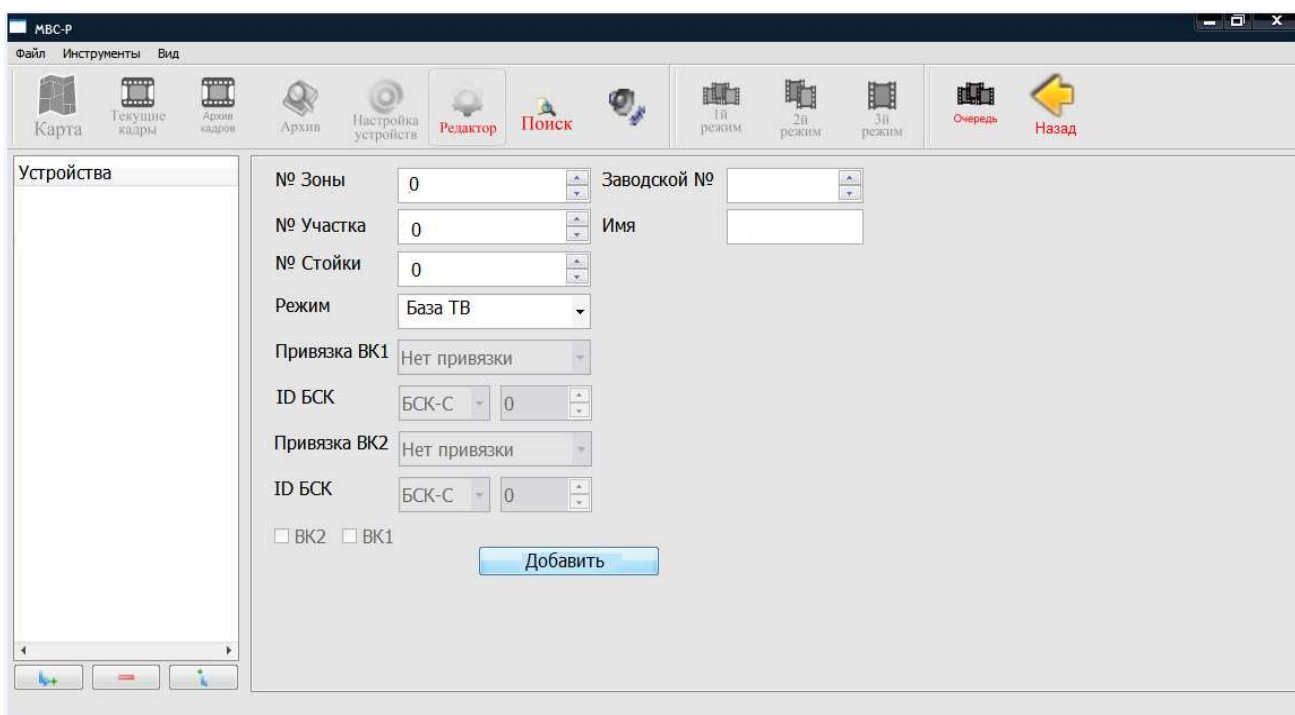 МВС-Р
Файл Инструменты Вид
Карта
Текущие кадры
Архив кадров
Архив
Настройка устройств
Редактор
Поиск
1й режим
2й режим
3й режим
Очередь
Назад
Устройства
№ Зоны 0 Заводской №
№ Участка 0 Имя
№ Стойки 0
Режим База ТВ
Привязка ВК1 Нет привязки
ID БСК БСК-С 0
Привязка ВК2 Нет привязки
ID БСК БСК-С 0
ВК2 ВК1
Добавить